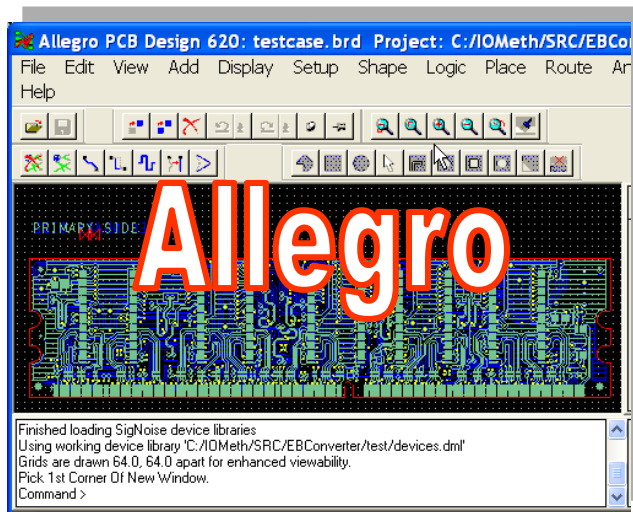 Allegro PCB Design 620: testcase.brd Project: C:/IOMeth/SRC/EBCo
File Edit View Add Display Setup Shape Logic Place Route
Help
PRIMARY SIDE
Allegro
Finished loading SigNoise device libraries
Using working device library 'C:/IOMeth/SRC/EBConverter/test/devices.dml'
Grids are drawn 64.0, 64.0 apart for enhanced viewability.
Pick 1st Corner Of New Window.
Command >